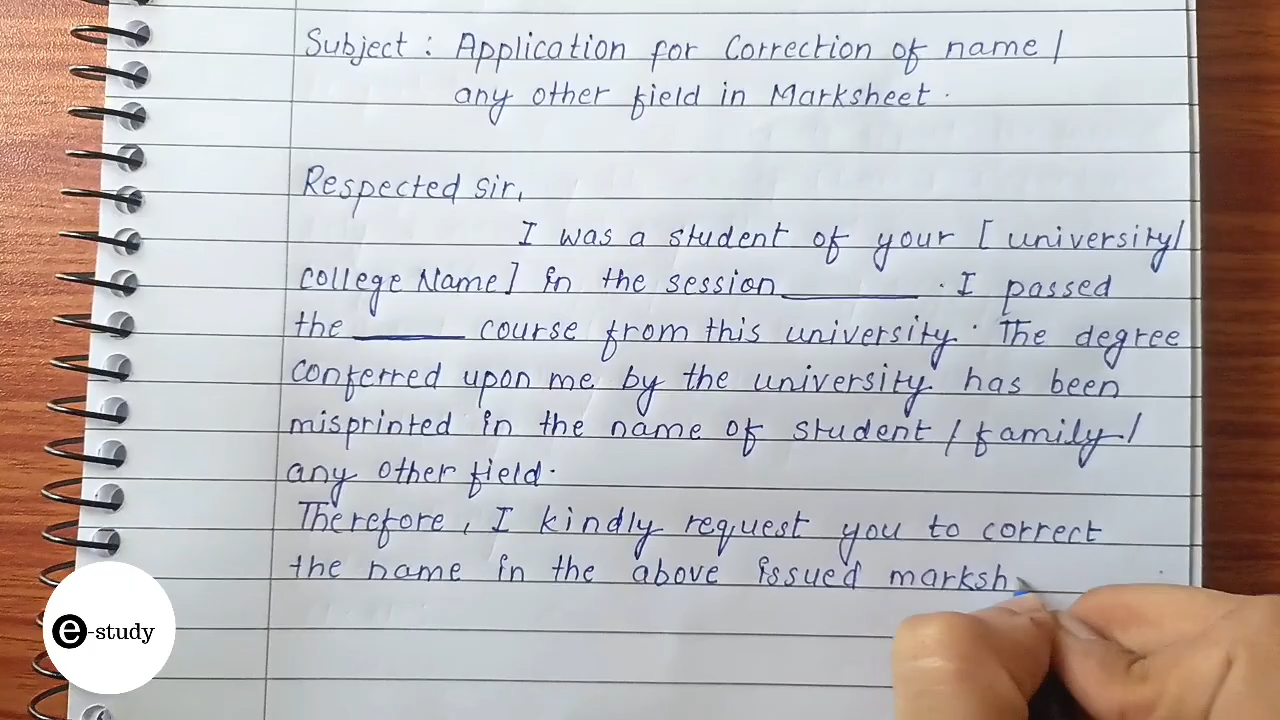 Subject : Application for Correction of name /
any other field in Marksheet.
Respected sir,
I was a student of your [ university/
college Name] in the session_______. I passed
the ______ course from this university. The degree
conferred upon me by the university has been
misprinted in the name of student / family /
any other field.
Therefore, I kindly request you to correct
the name in the above issued marksh
e-study